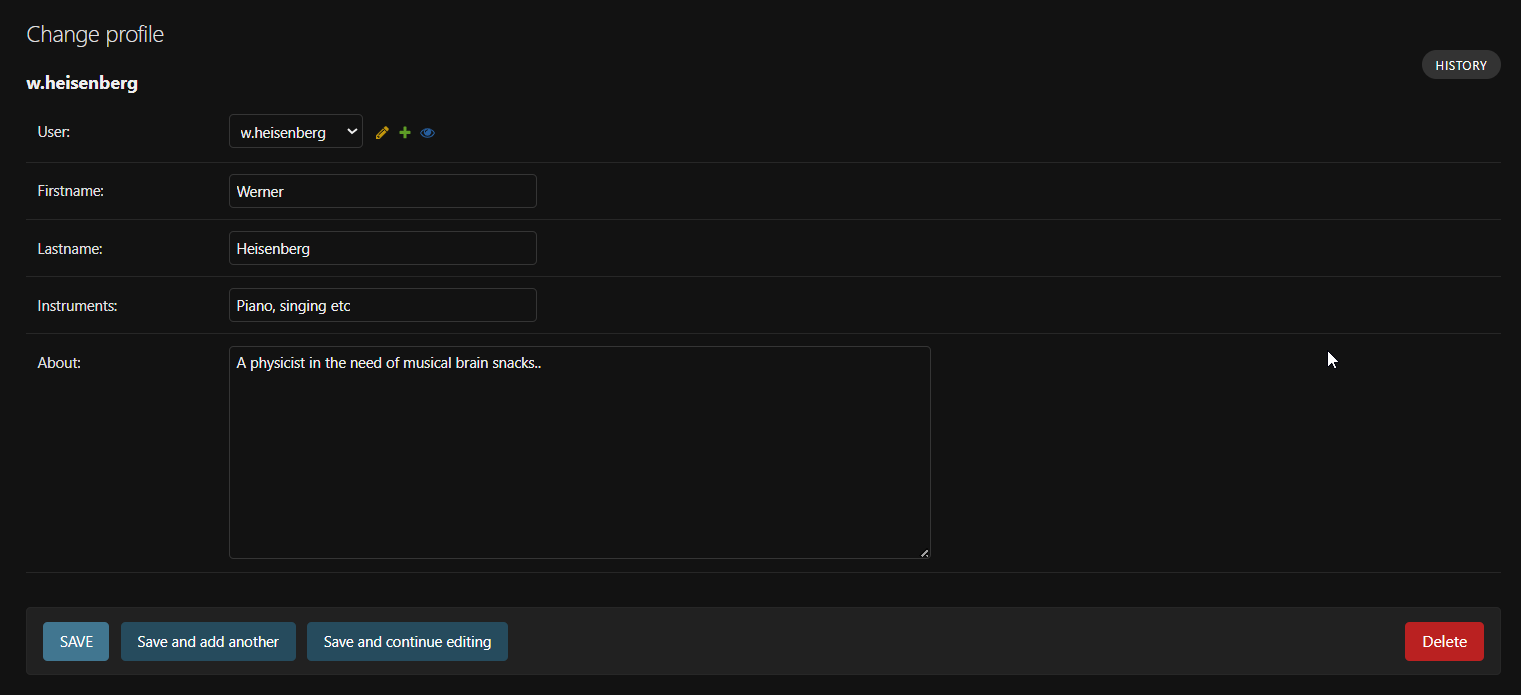 Change profile
HISTORY
w.heisenberg
User: w.heisenberg
Firstname: Werner
Lastname: Heisenberg
Instruments: Piano, singing etc
About: A physicist in the need of musical brain snacks..
SAVE Save and add another Save and continue editing Delete